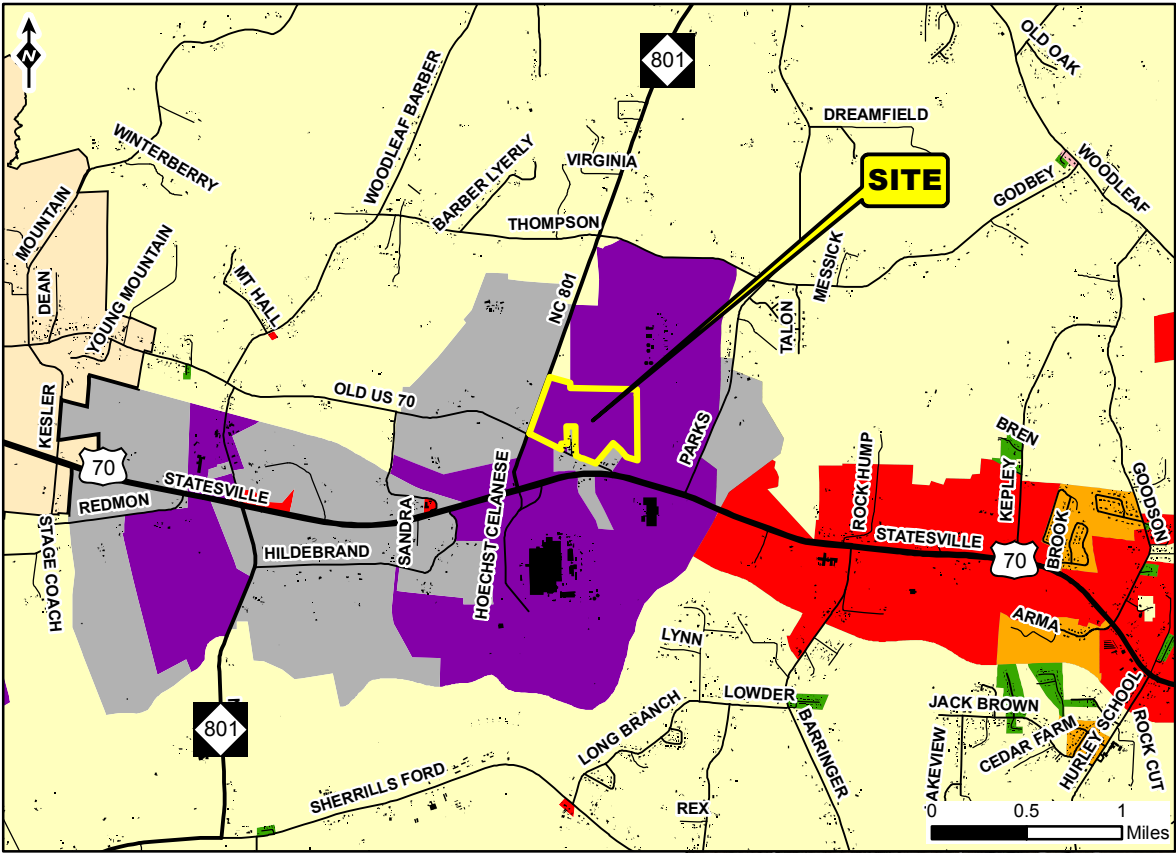 N
801
OLD OAK
DREAMFIELD
WINTERBERRY
WOODLEAF BARBER
BARBER LYERLY
VIRGINIA
SITE
WOODLEAF
GODBEY
MOUNTAIN
THOMPSON
DEAN
YOUNG MOUNTAIN
MT HALL
NC 801
MESSICK
TALON
OLD US 70
KESLER
PARKS
BREN
70
STATESVILLE
REDMON
SANDRA
HOECHST CELANESE
ROCK HUMP
KEPLEY
GOODSON
STAGE COACH
HILDEBRAND
STATESVILLE
70
BROOK
ARMA
LYNN
LOWDER
JACK BROWN
801
LONG BRANCH
BARRINGER
CEDAR FARM
HURLEY SCHOOL
ROCK CUT
SHERRILLS FORD
REX
AKEVIEW
0 0.5 1
Miles